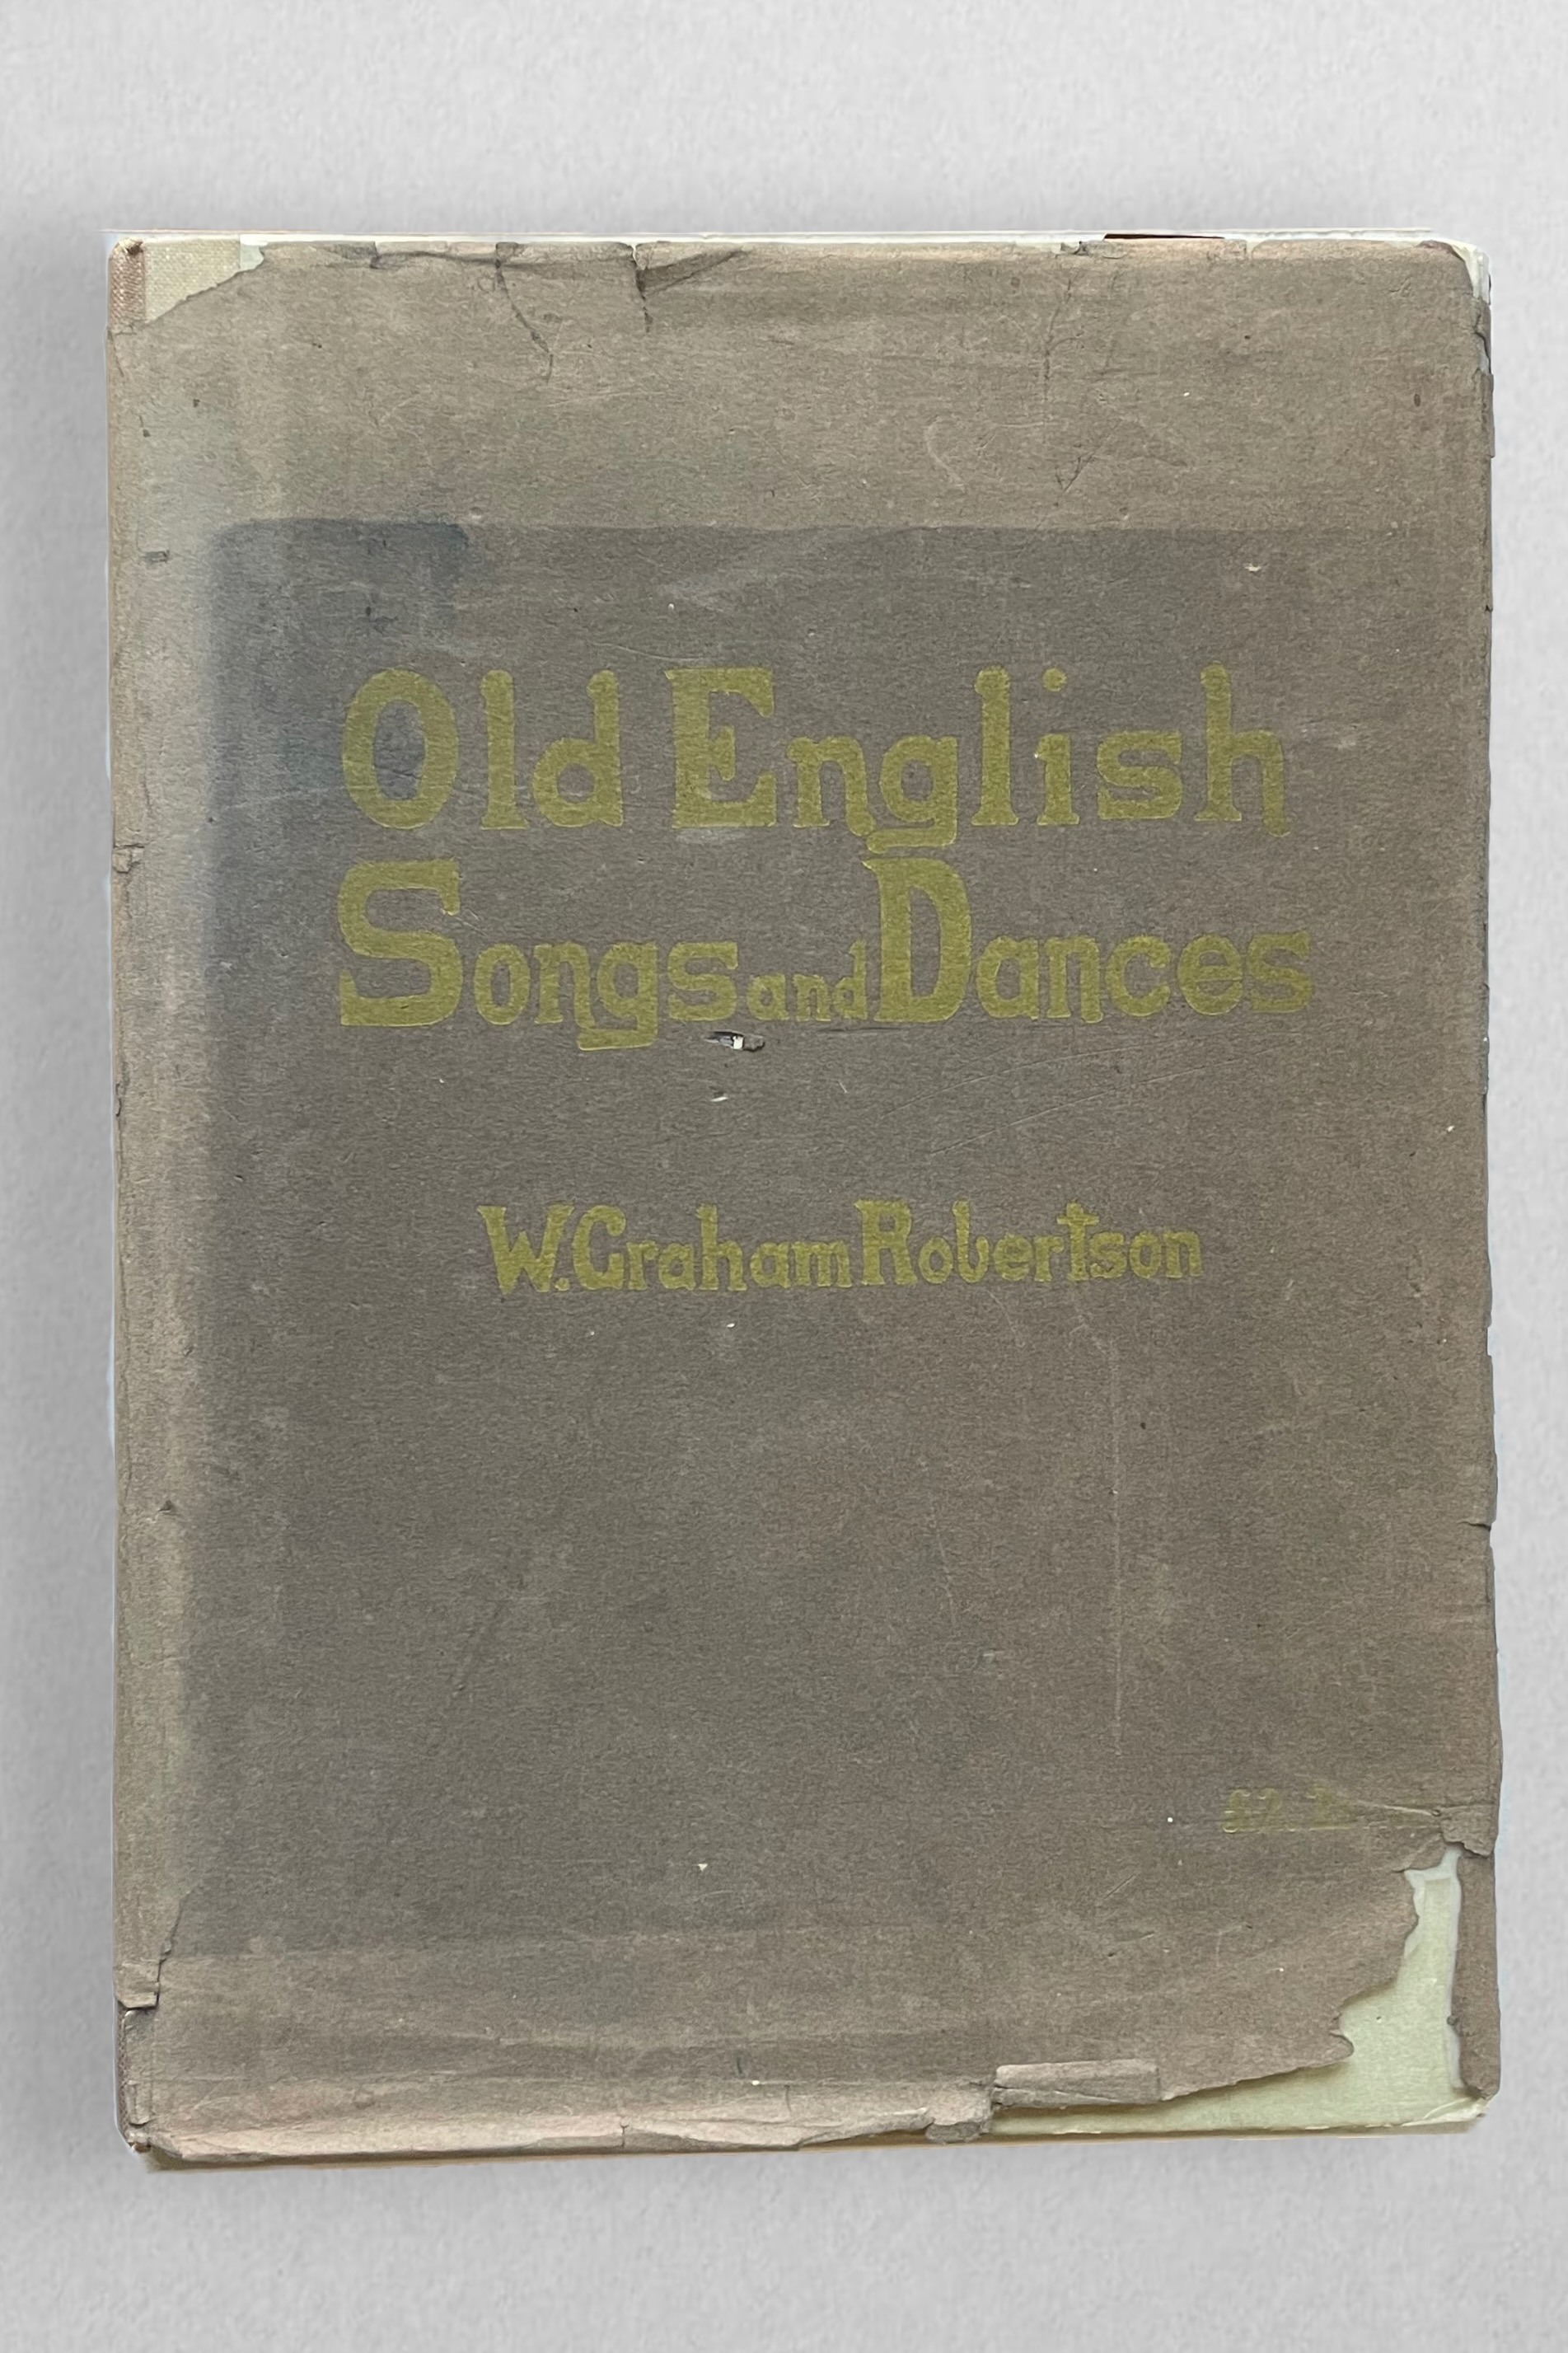 Old English
Songs and Dances
W. Graham Robertson